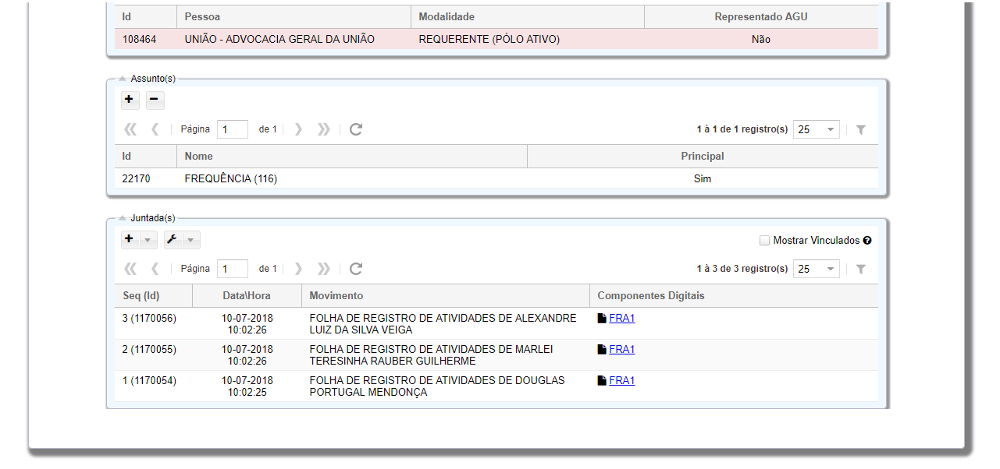 Id Pessoa Modalidade Representado AGU
108464 UNIÃO - ADVOCACIA GERAL DA UNIÃO REQUERENTE (PÓLO ATIVO) Não
Assunto(s)
Página 1 de 1 1 à 1 de 1 registro(s) 25
Id Nome Principal
22170 FREQUÊNCIA (116) Sim
Juntada(s)
Mostrar Vinculados
Página 1 de 1 1 à 3 de 3 registro(s) 25
Seq (Id) Data\Hora Movimento Componentes Digitais
3 (1170056) 10-07-2018 FOLHA DE REGISTRO DE ATIVIDADES DE ALEXANDRE FRA1
10:02:26 LUIZ DA SILVA VEIGA
2 (1170055) 10-07-2018 FOLHA DE REGISTRO DE ATIVIDADES DE MARLEI FRA1
10:02:26 TERESINHA RAUBER GUILHERME
1 (1170054) 10-07-2018 FOLHA DE REGISTRO DE ATIVIDADES DE DOUGLAS FRA1
10:02:25 PORTUGAL MENDONÇA